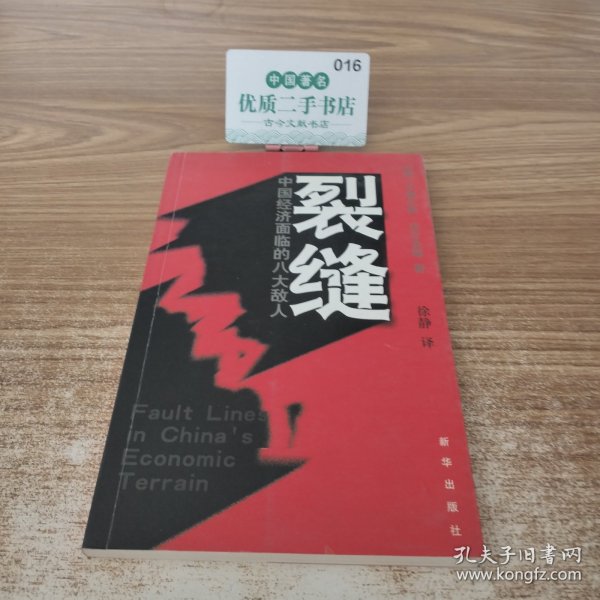 016
中国著名
优质二手书店
古今文献书店
裂缝
中国经济面临的八大敌人
徐静 译
Fault Lines
in China's
Economic
Terrain
新华出版社
孔夫子旧书网
www.kongfz.com